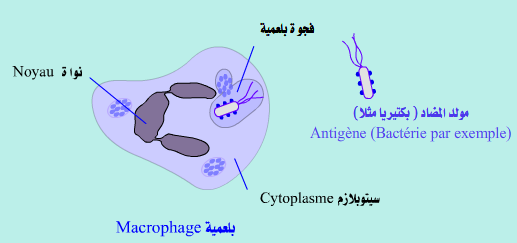 فجوة بلعمية
Noyau نواة
مولد المضاد (بكتيريا مثلا)
Antigène (Bactérie par exemple)
Cytoplasme سيتوبلازم
Macrophage بلعمية